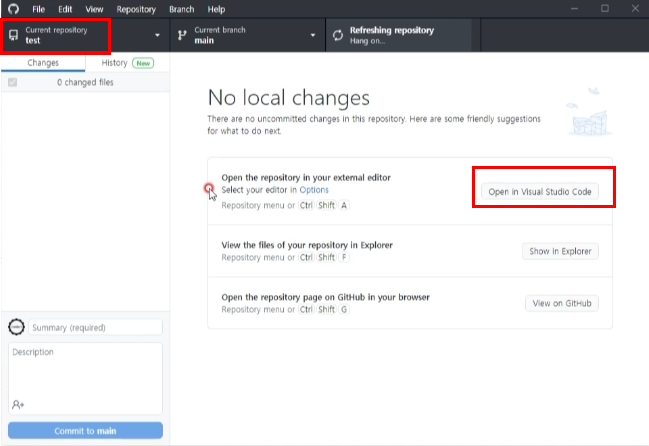 File Edit View Repository Branch Help
Current repository
test
Current branch
main
Refreshing repository
Hang on...
Changes History New
0 changed files
No local changes
There are no uncommitted changes in this repository. Here are some friendly suggestions
for what to do next.
Open the repository in your external editor
Select your editor in Options
Repository menu or Ctrl Shift A
Open in Visual Studio Code
View the files of your repository in Explorer
Repository menu or Ctrl Shift F
Show in Explorer
Open the repository page on GitHub in your browser
Repository menu or Ctrl Shift G
View on GitHub
Summary (required)
Description
Commit to main